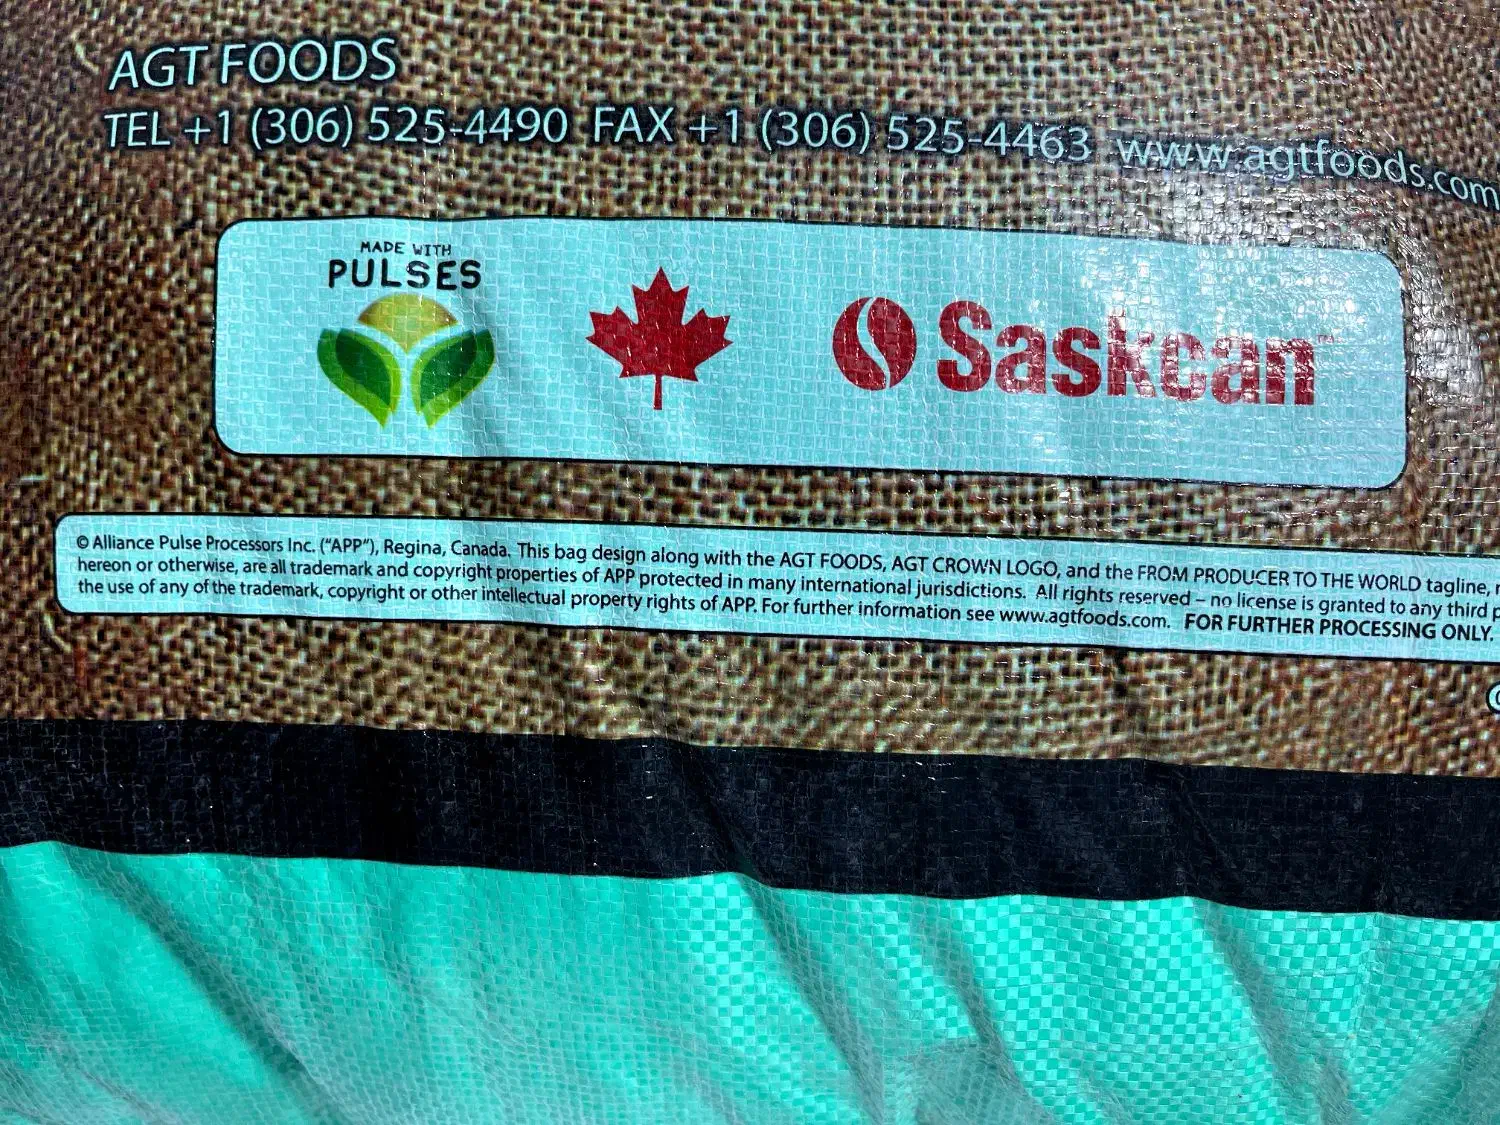 AGT FOODS
TEL +1 (306) 525-4490 FAX +1 (306) 525-4463 www.agtfoods.com
MADE WITH
PULSES
Saskcan™
© Alliance Pulse Processors Inc. ("APP"), Regina, Canada. This bag design along with the AGT FOODS, AGT CROWN LOGO, and the FROM PRODUCER TO THE WORLD tagline,
hereon or otherwise, are all trademark and copyright properties of APP protected in many international jurisdictions. All rights reserved – no license is granted to any third
the use of any of the trademark, copyright or other intellectual property rights of APP. For further information see www.agtfoods.com. FOR FURTHER PROCESSING ONLY.